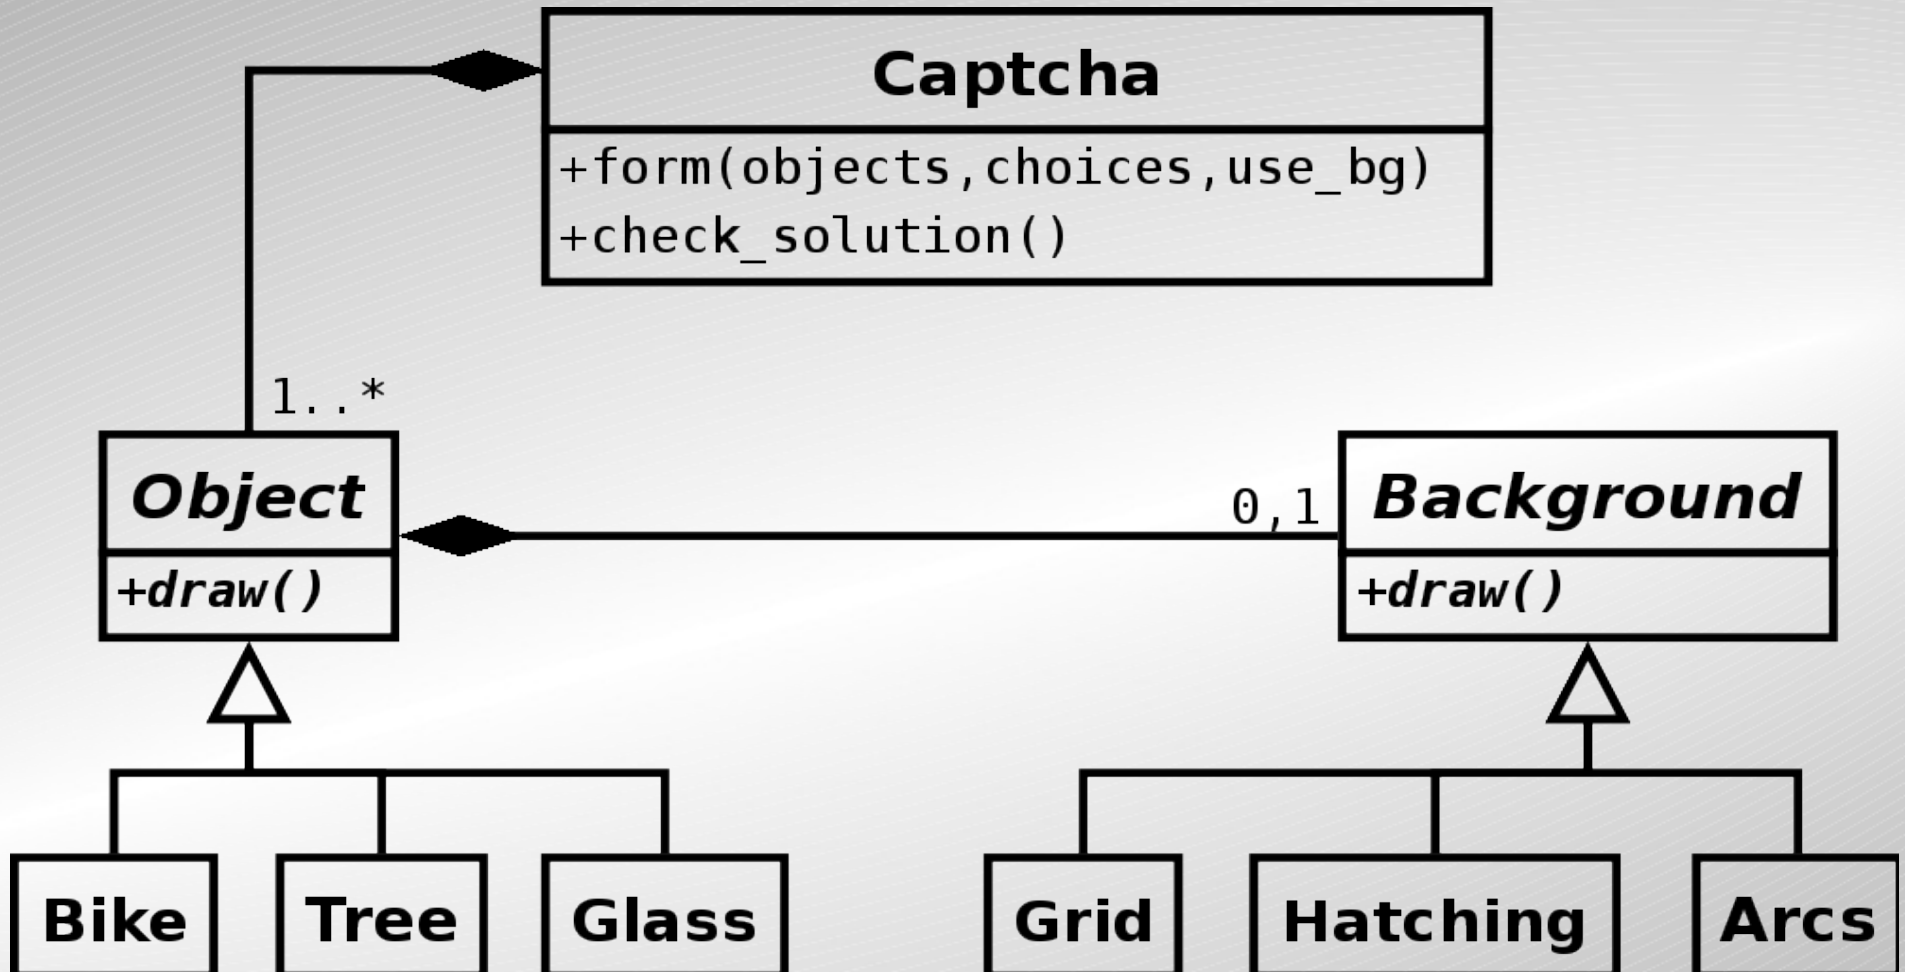 Captcha
+form(objects,choices,use_bg)
+check_solution()
1..*
Object
+draw()
0,1
Background
+draw()
Bike
Tree
Glass
Grid
Hatching
Arcs